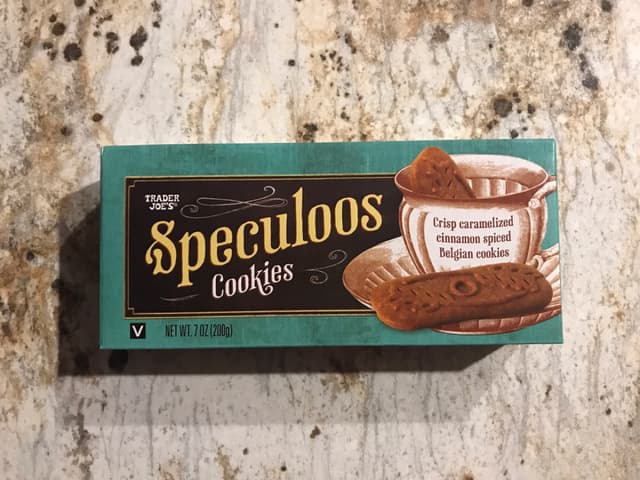 TRADER
JOE'S
Speculoos
Cookies
Crisp caramelized
cinnamon spiced
Belgian cookies
V
NET WT. 7 OZ (200g)